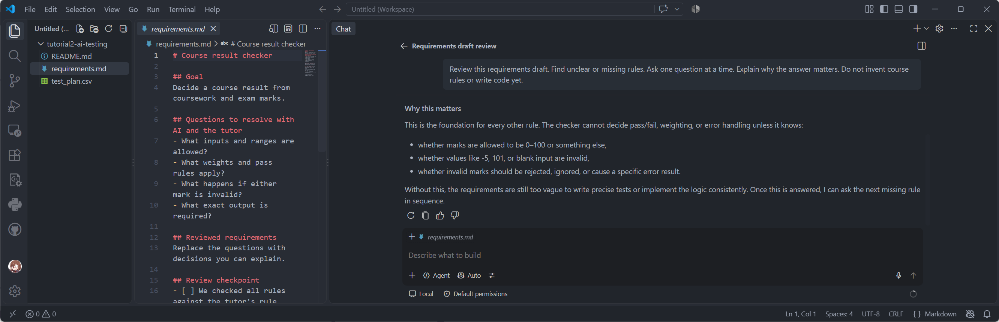 File Edit Selection View Go Run Terminal Help
Untitled (Workspace)
Untitled (...
tutorial2-ai-testing
README.md
requirements.md
test_plan.csv
requirements.md
requirements.md > abc # Course result checker
1 # Course result checker
2
3 ## Goal
4 Decide a course result from
coursework and exam marks.
5
6 ## Questions to resolve with
AI and the tutor
7 - What inputs and ranges are
allowed?
8 - What weights and pass
rules apply?
9 - What happens if either
mark is invalid?
10 - What exact output is
required?
11
12 ## Reviewed requirements
13 Replace the questions with
decisions you can explain.
14
15 ## Review checkpoint
16 - [ ] We checked all rules
against the tutor's rule
Chat
Requirements draft review
Review this requirements draft. Find unclear or missing rules. Ask one question at a time. Explain why the answer matters. Do not invent course
rules or write code yet.
Why this matters
This is the foundation for every other rule. The checker cannot decide pass/fail, weighting, or error handling unless it knows:
• whether marks are allowed to be 0–100 or something else,
• whether values like -5, 101, or blank input are invalid,
• whether invalid marks should be rejected, ignored, or cause a specific error result.
Without this, the requirements are still too vague to write precise tests or implement the logic consistently. Once this is answered, I can ask the next missing rule
in sequence.
requirements.md
Describe what to build
Agent Auto
Local Default permissions
0 0
Ln 1, Col 1 Spaces: 4 UTF-8 CRLF {} Markdown